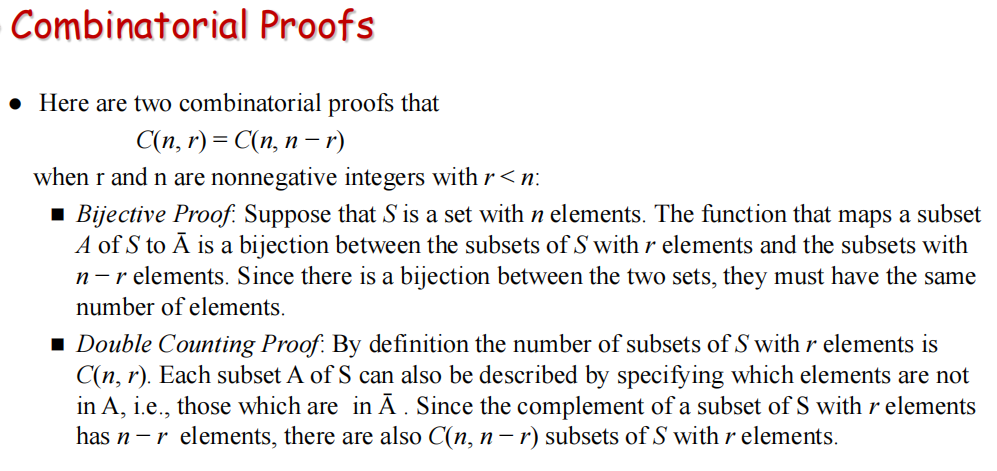 Combinatorial Proofs
● Here are two combinatorial proofs that
C(n, r) = C(n, n − r)
when r and n are nonnegative integers with r < n:
■ Bijective Proof: Suppose that S is a set with n elements. The function that maps a subset
A of S to Ā is a bijection between the subsets of S with r elements and the subsets with
n − r elements. Since there is a bijection between the two sets, they must have the same
number of elements.
■ Double Counting Proof: By definition the number of subsets of S with r elements is
C(n, r). Each subset A of S can also be described by specifying which elements are not
in A, i.e., those which are in Ā . Since the complement of a subset of S with r elements
has n − r elements, there are also C(n, n − r) subsets of S with r elements.